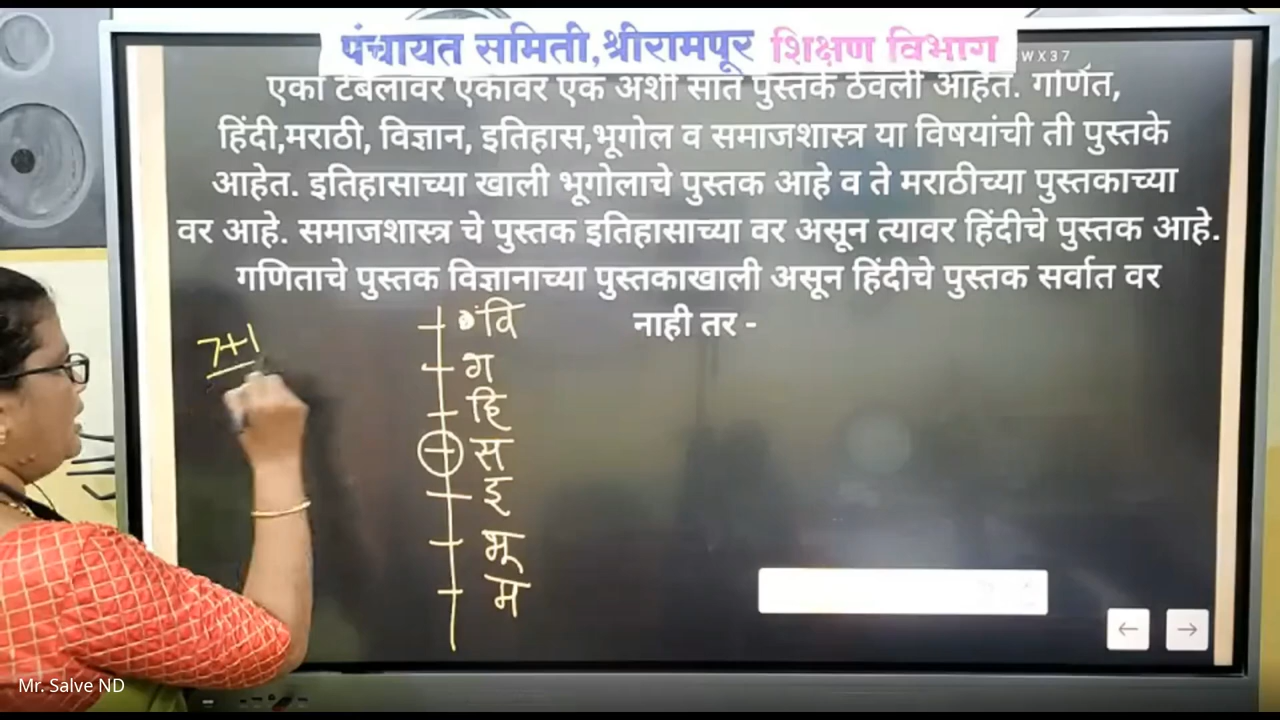 पंचायत समिती,श्रीरामपूर शिक्षण विभाग
WX37
एका टेबलावर एकावर एक अशी सात पुस्तके ठेवली आहेत. गणित,
हिंदी,मराठी, विज्ञान, इतिहास,भूगोल व समाजशास्त्र या विषयांची ती पुस्तके
आहेत. इतिहासाच्या खाली भूगोलाचे पुस्तक आहे व ते मराठीच्या पुस्तकाच्या
वर आहे. समाजशास्त्र चे पुस्तक इतिहासाच्या वर असून त्यावर हिंदीचे पुस्तक आहे.
गणिताचे पुस्तक विज्ञानाच्या पुस्तकाखाली असून हिंदीचे पुस्तक सर्वात वर
नाही तर -
वि
ग
7+1
हि
स
इ
भू
म
Mr. Salve ND